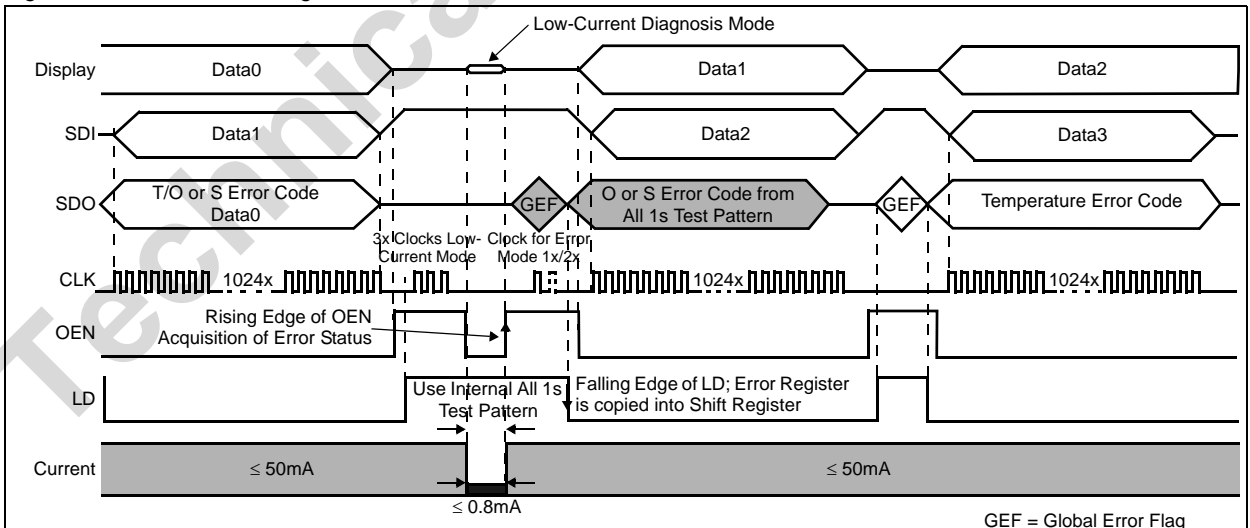 Technica
Low-Current Diagnosis Mode
Display
Data0
Data1
Data2
SDI
Data1
Data2
Data3
SDO
T/O or S Error Code
Data0
GEF
O or S Error Code from
All 1s Test Pattern
GEF
Temperature Error Code
3x Clocks Low-
Current Mode
Clock for Error
Mode 1x/2x
CLK
1024x
1024x
1024x
OEN
Rising Edge of OEN
Acquisition of Error Status
LD
Use Internal All 1s
Test Pattern
Falling Edge of LD; Error Register
is copied into Shift Register
Current
≤ 50mA
≤ 50mA
≤ 0.8mA
GEF = Global Error Flag